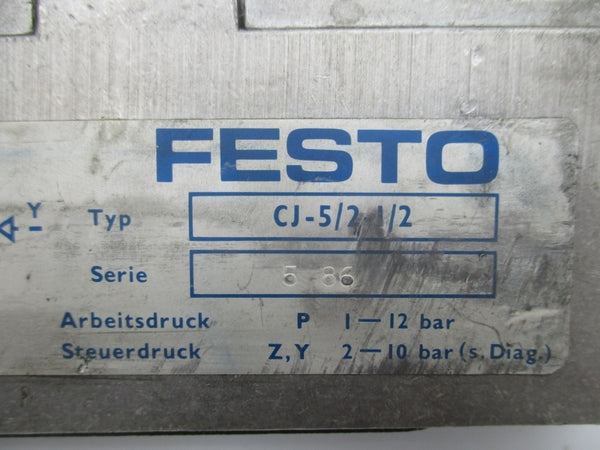 FESTO
Y
Typ CJ-5/2-1/2
Serie 5 86
Arbeitsdruck P 1—12 bar
Steuerdruck Z,Y 2—10 bar (s. Diag.)